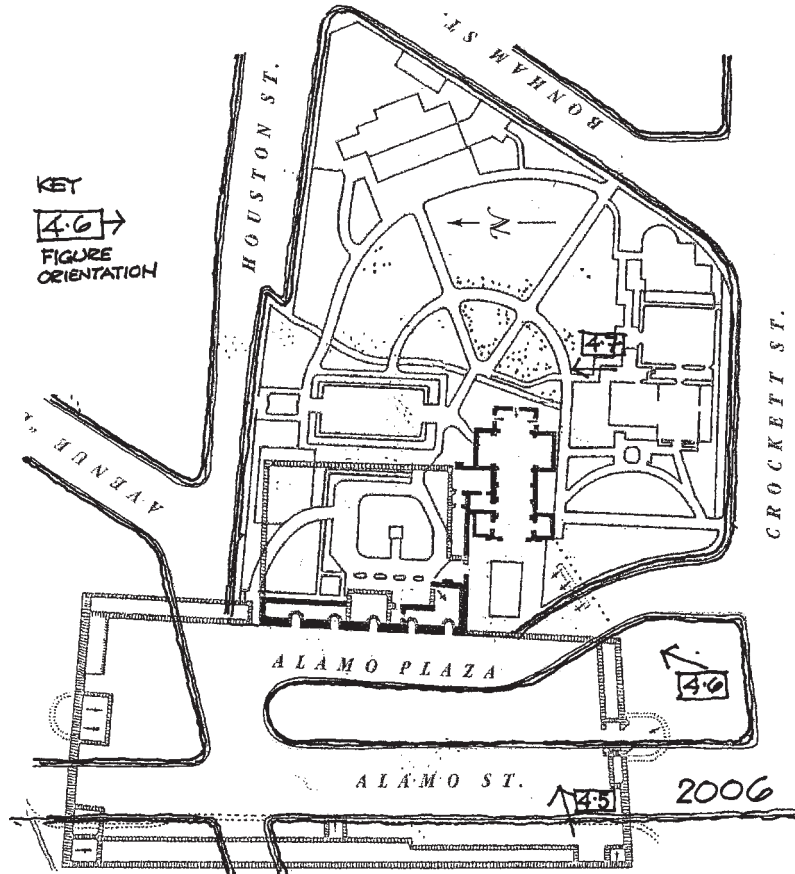 BONHAM ST.
HOUSTON ST.
KEY
4.6
FIGURE
ORIENTATION
N
4.7
CROCKETT ST.
AVENUE "E"
ALAMO PLAZA
4.6
ALAMO ST.
4.5
2006